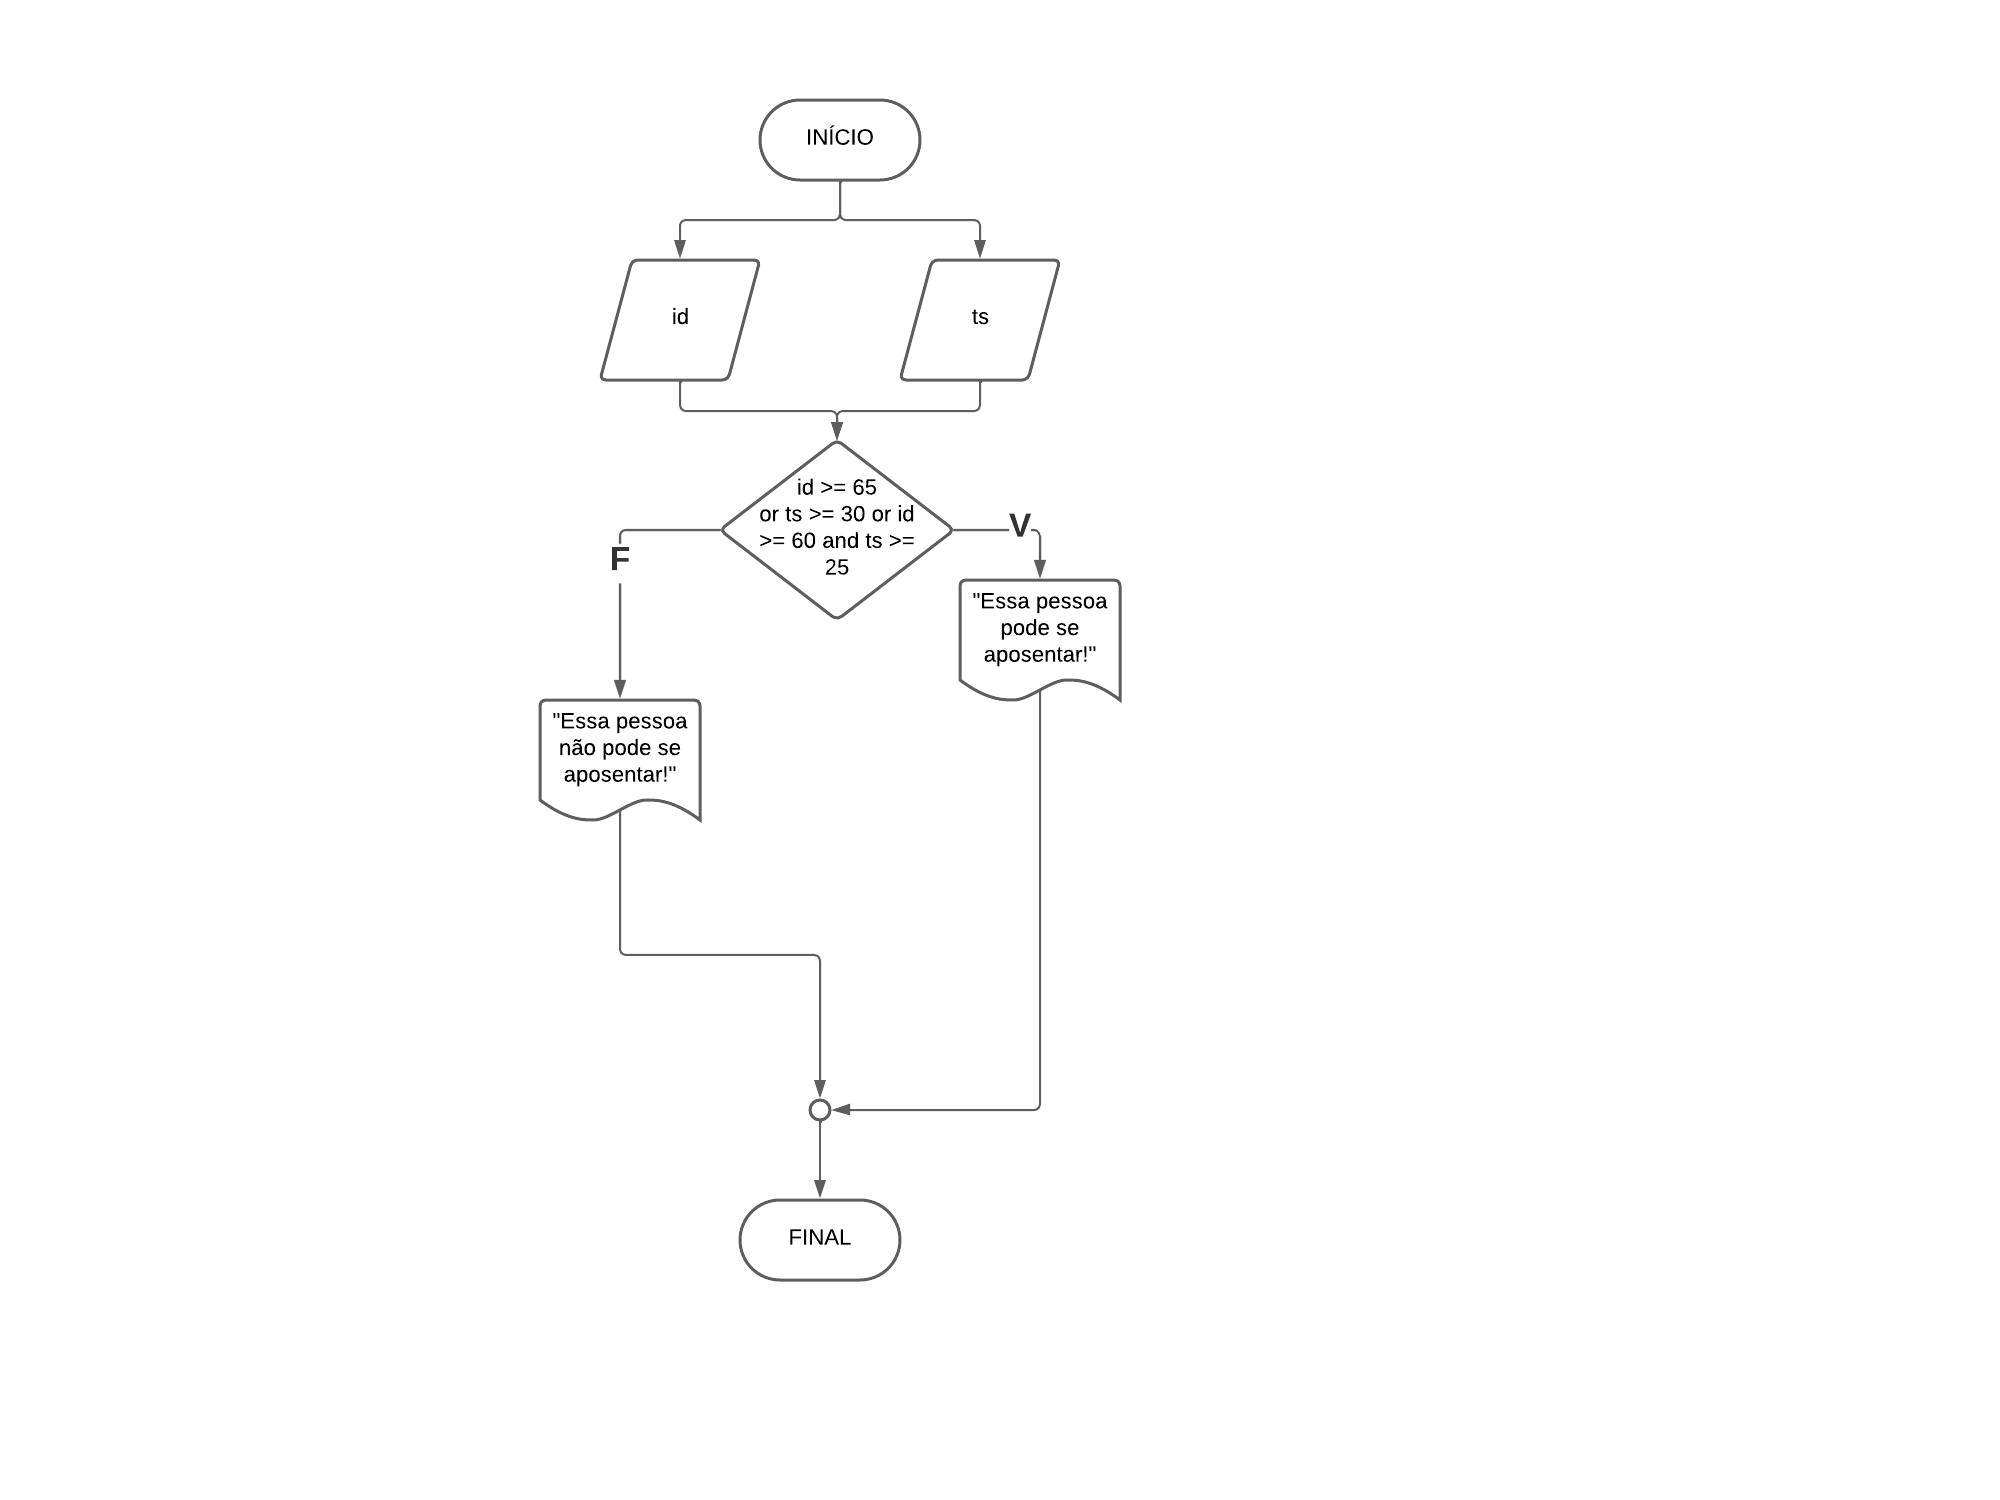 INÍCIO
id
ts
id >= 65
or ts >= 30 or id
>= 60 and ts >=
25
F
V
"Essa pessoa
pode se
aposentar!"
"Essa pessoa
não pode se
aposentar!"
FINAL